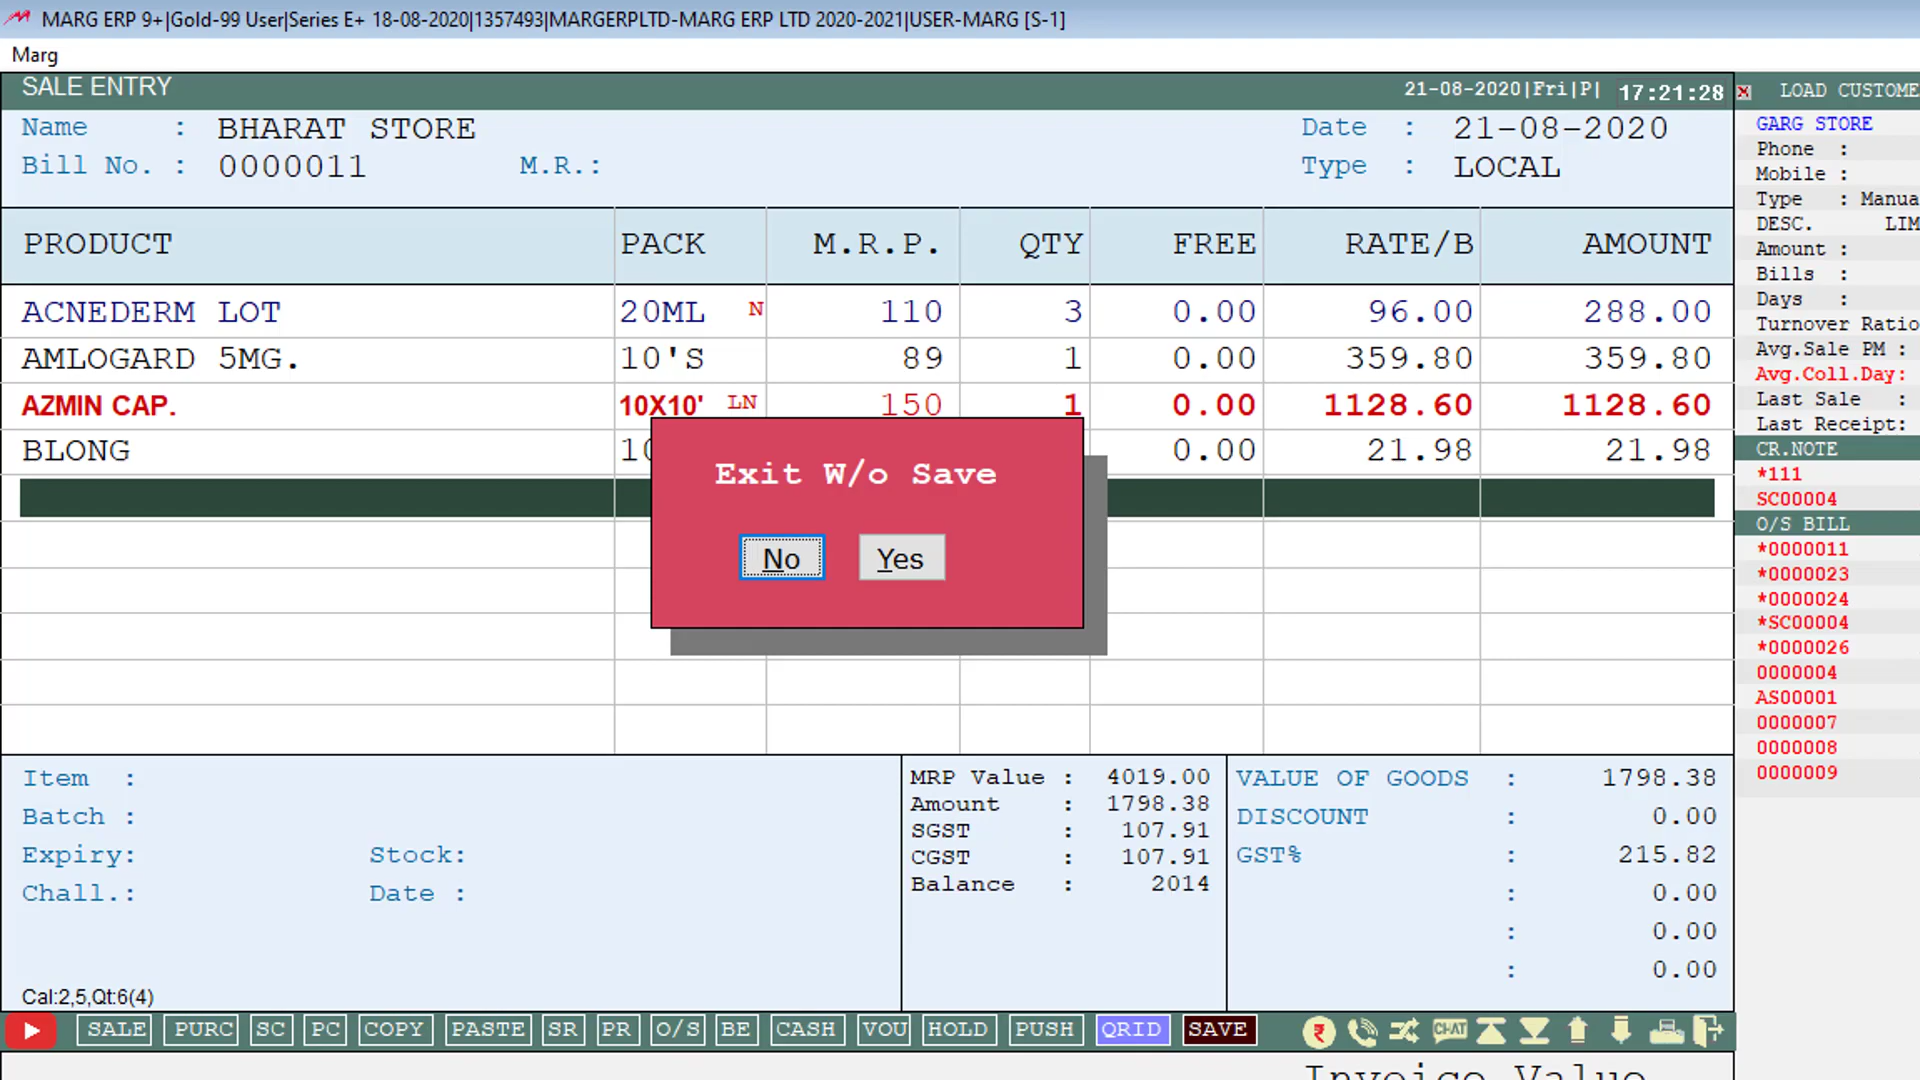 MARG ERP 9+|Gold-99 User|Series E+ 18-08-2020|1357493|MARGERPLTD-MARG ERP LTD 2020-2021|USER-MARG [S-1]
Marg
SALE ENTRY 21-08-2020|Fri|P| 17:21:28
Name : BHARAT STORE Date : 21-08-2020
Bill No. : 0000011 M.R.: Type : LOCAL
PRODUCT PACK M.R.P. QTY FREE RATE/B AMOUNT
ACNEDERM LOT 20ML N 110 3 0.00 96.00 288.00
AMLOGARD 5MG. 10'S 89 1 0.00 359.80 359.80
AZMIN CAP. 10X10' LN 150 1 0.00 1128.60 1128.60
BLONG 10 0.00 21.98 21.98
Exit W/o Save
No Yes
Item :
Batch :
Expiry: Stock:
Chall.: Date :
Cal:2,5,Qt:6(4)
MRP Value : 4019.00
Amount : 1798.38
SGST : 107.91
CGST : 107.91
Balance : 2014
VALUE OF GOODS : 1798.38
DISCOUNT : 0.00
GST% : 215.82
: 0.00
: 0.00
: 0.00
SALE PURC SC PC COPY PASTE SR PR O/S BE CASH VOU HOLD PUSH QRID SAVE ₹ CHAT
LOAD CUSTOME
GARG STORE
Phone :
Mobile :
Type : Manua
DESC. LIM
Amount :
Bills :
Days :
Turnover Ratio
Avg.Sale PM :
Avg.Coll.Day:
Last Sale :
Last Receipt:
CR.NOTE
*111
SC00004
O/S BILL
*0000011
*0000023
*0000024
*SC00004
*0000026
0000004
AS00001
0000007
0000008
0000009
Invoice Value